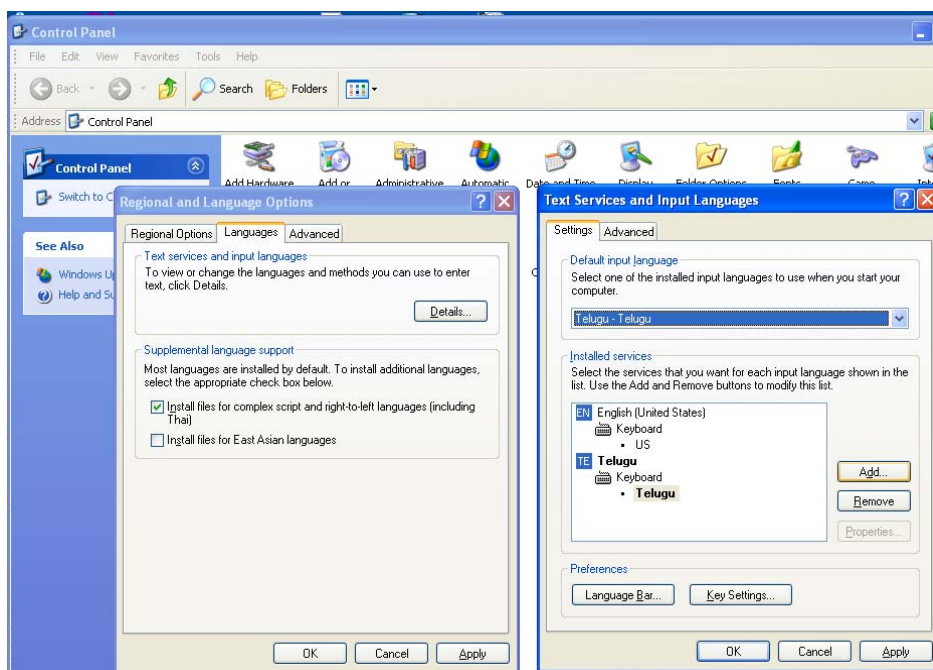 Control Panel
File Edit View Favorites Tools Help
Back Search Folders
Address Control Panel
Control Panel
Switch to C
See Also
Windows Up
Help and Su
Add Hardware Add or Administrative Automatic Date and Time Display Folder Options Fonts Game
Regional and Language Options
Regional Options Languages Advanced
Text services and input languages
To view or change the languages and methods you can use to enter
text, click Details.
Details...
Supplemental language support
Most languages are installed by default. To install additional languages,
select the appropriate check box below.
Install files for complex script and right-to-left languages (including
Thai)
Install files for East Asian languages
OK Cancel Apply
Text Services and Input Languages
Settings Advanced
Default input language
Select one of the installed input languages to use when you start your
computer.
Telugu - Telugu
Installed services
Select the services that you want for each input language shown in the
list. Use the Add and Remove buttons to modify this list.
EN English (United States)
Keyboard
• US
TE Telugu
Keyboard
• Telugu
Add...
Remove
Properties...
Preferences
Language Bar... Key Settings...
OK Cancel Apply